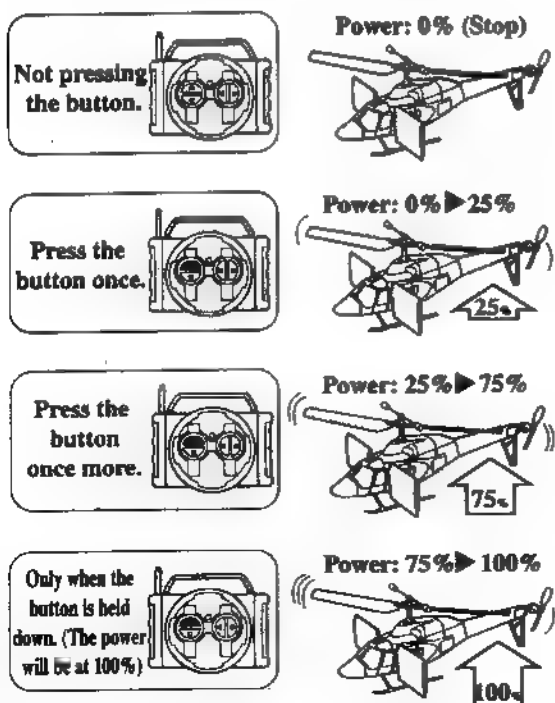 Not pressing
the button.
Power: 0% (Stop)
Press the
button once.
Power: 0% ▶ 25%
25%
Press the
button
once more.
Power: 25% ▶ 75%
75%
Only when the
button is held
down. (The power
will be at 100%)
Power: 75% ▶ 100%
100%